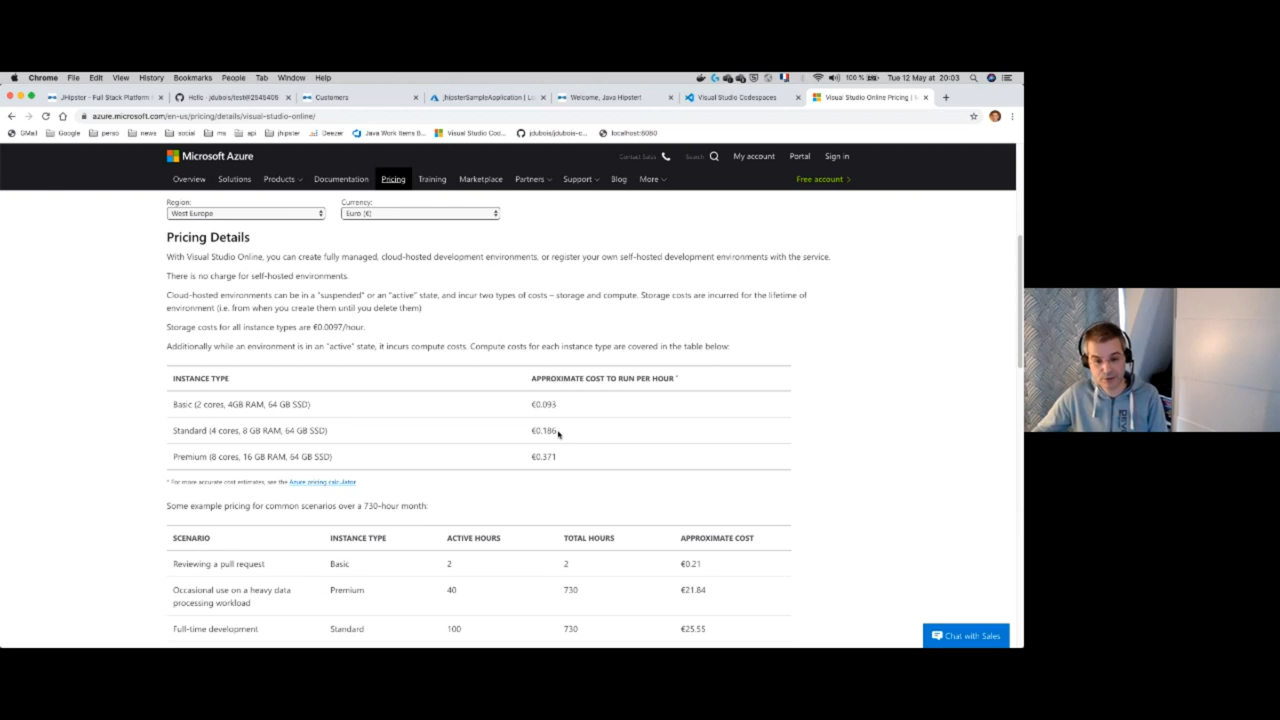 Chrome File Edit View History Bookmarks People Tab Window Help 100 % Tue 12 May at 20:03
JHipster - Full Stack Platform Hello · jdubois/test@2545405 Customers jhipsterSampleApplication | Lo Welcome, Java Hipster! Visual Studio Codespaces Visual Studio Online Pricing |
azure.microsoft.com/en-us/pricing/details/visual-studio-online/
GMail Google perso news social ms api jhipster Deezer Java Work Items B... Visual Studio Cod... jdubois/jdubois-c... localhost:8080
Microsoft Azure Contact Sales Search My account Portal Sign in
Overview Solutions Products Documentation Pricing Training Marketplace Partners Support Blog More Free account >
Region: Currency:
West Europe Euro (€)
Pricing Details
With Visual Studio Online, you can create fully managed, cloud-hosted development environments, or register your own self-hosted development environments with the service.
There is no charge for self-hosted environments.
Cloud-hosted environments can be in a "suspended" or an "active" state, and incur two types of costs – storage and compute. Storage costs are incurred for the lifetime of
environment (i.e. from when you create them until you delete them)
Storage costs for all instance types are €0.0097/hour.
Additionally while an environment is in an "active" state, it incurs compute costs. Compute costs for each instance type are covered in the table below:
INSTANCE TYPE APPROXIMATE COST TO RUN PER HOUR *
Basic (2 cores, 4GB RAM, 64 GB SSD) €0.093
Standard (4 cores, 8 GB RAM, 64 GB SSD) €0.186
Premium (8 cores, 16 GB RAM, 64 GB SSD) €0.371
* For more accurate cost estimates, see the Azure pricing calculator
Some example pricing for common scenarios over a 730-hour month:
SCENARIO INSTANCE TYPE ACTIVE HOURS TOTAL HOURS APPROXIMATE COST
Reviewing a pull request Basic 2 2 €0.21
Occasional use on a heavy data Premium 40 730 €21.84
processing workload
Full-time development Standard 100 730 €25.55
Chat with Sales